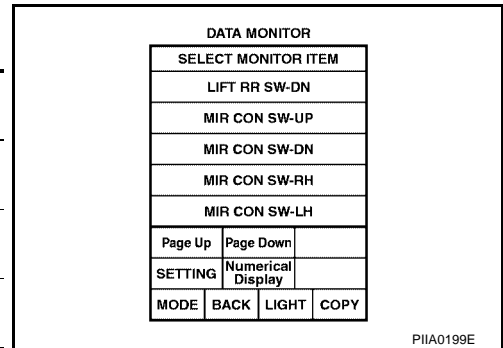 DATA MONITOR
SELECT MONITOR ITEM
LIFT RR SW-DN
MIR CON SW-UP
MIR CON SW-DN
MIR CON SW-RH
MIR CON SW-LH
Page Up Page Down
SETTING Numerical Display
MODE BACK LIGHT COPY
PIIA0199E